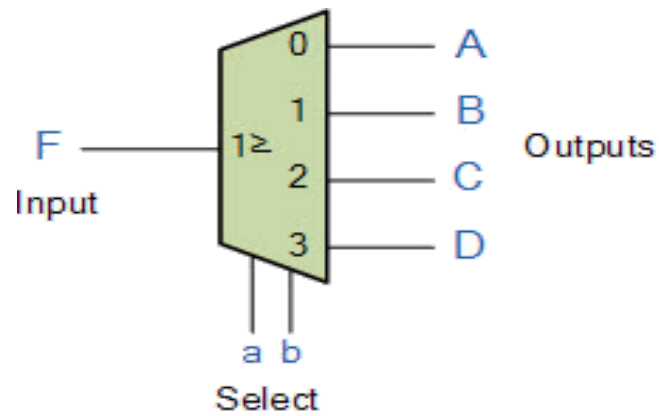 0 A
1 B
F 1≥ Outputs
2 C
Input
3 D
a b
Select